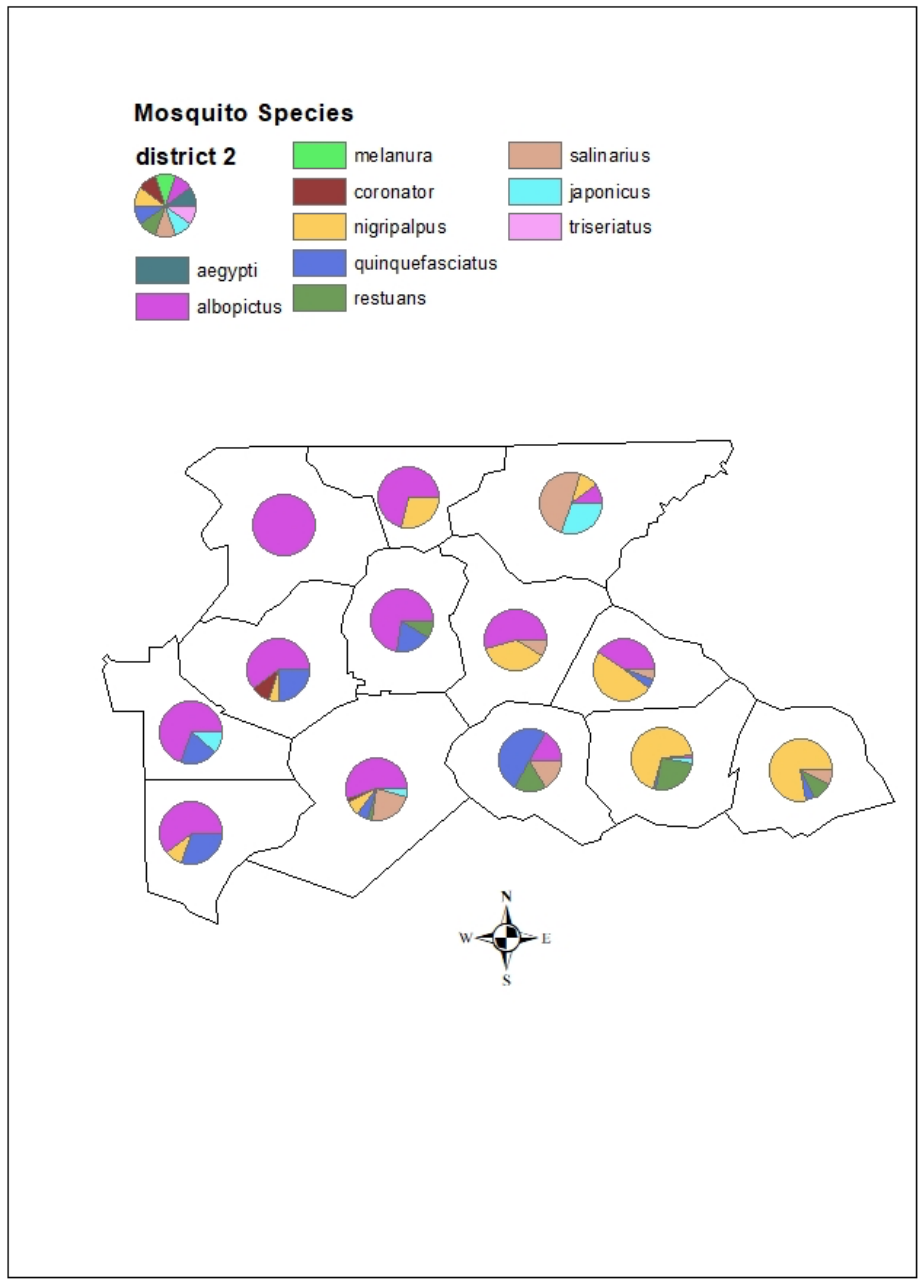 Mosquito Species
district 2
aegypti
albopictus
melanura
coronator
nigripalpus
quinquefasciatus
restuans
salinarius
japonicus
triseriatus
N
W E
S